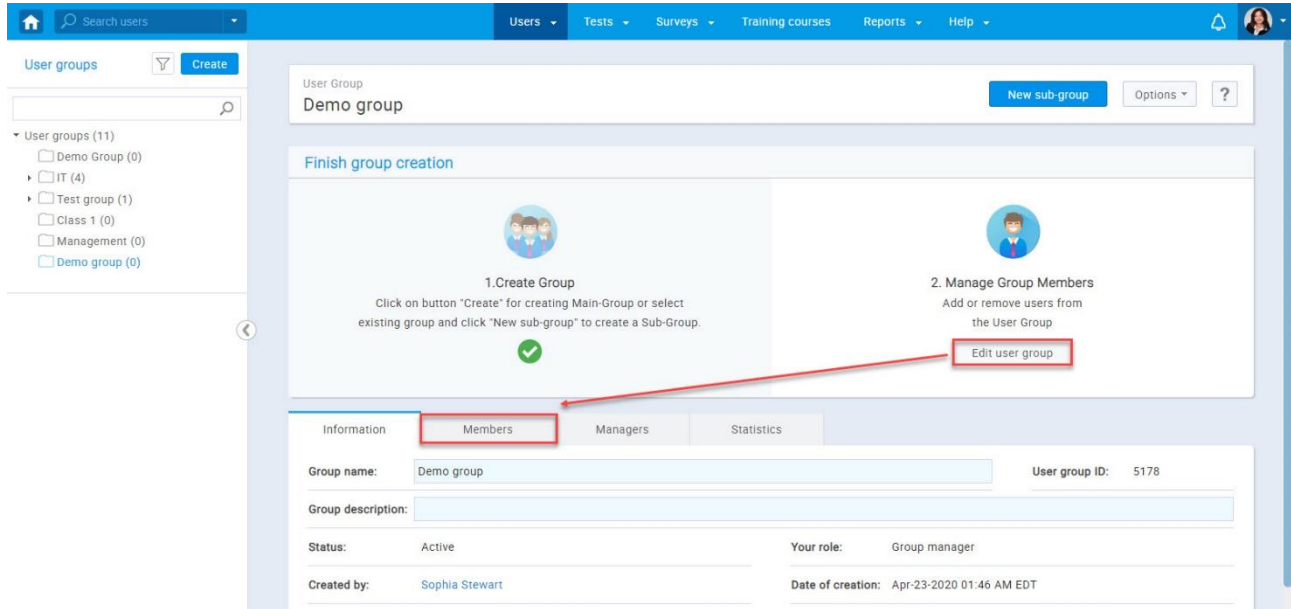 Search users
Users
Tests
Surveys
Training courses
Reports
Help
User groups
Create
User groups (11)
Demo Group (0)
IT (4)
Test group (1)
Class 1 (0)
Management (0)
Demo group (0)
User Group
Demo group
New sub-group
Options
?
Finish group creation
1.Create Group
Click on button "Create" for creating Main-Group or select
existing group and click "New sub-group" to create a Sub-Group.
2. Manage Group Members
Add or remove users from
the User Group
Edit user group
Information
Members
Managers
Statistics
Group name: Demo group
User group ID: 5178
Group description:
Status: Active
Your role: Group manager
Created by: Sophia Stewart
Date of creation: Apr-23-2020 01:46 AM EDT